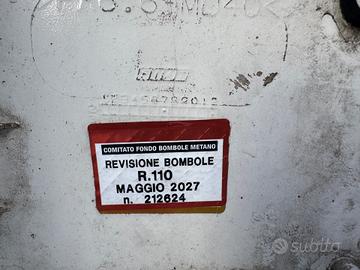 COMITATO FONDO BOMBOLE METANO
REVISIONE BOMBOLE
R.110
MAGGIO 2027
n. 212624
subito